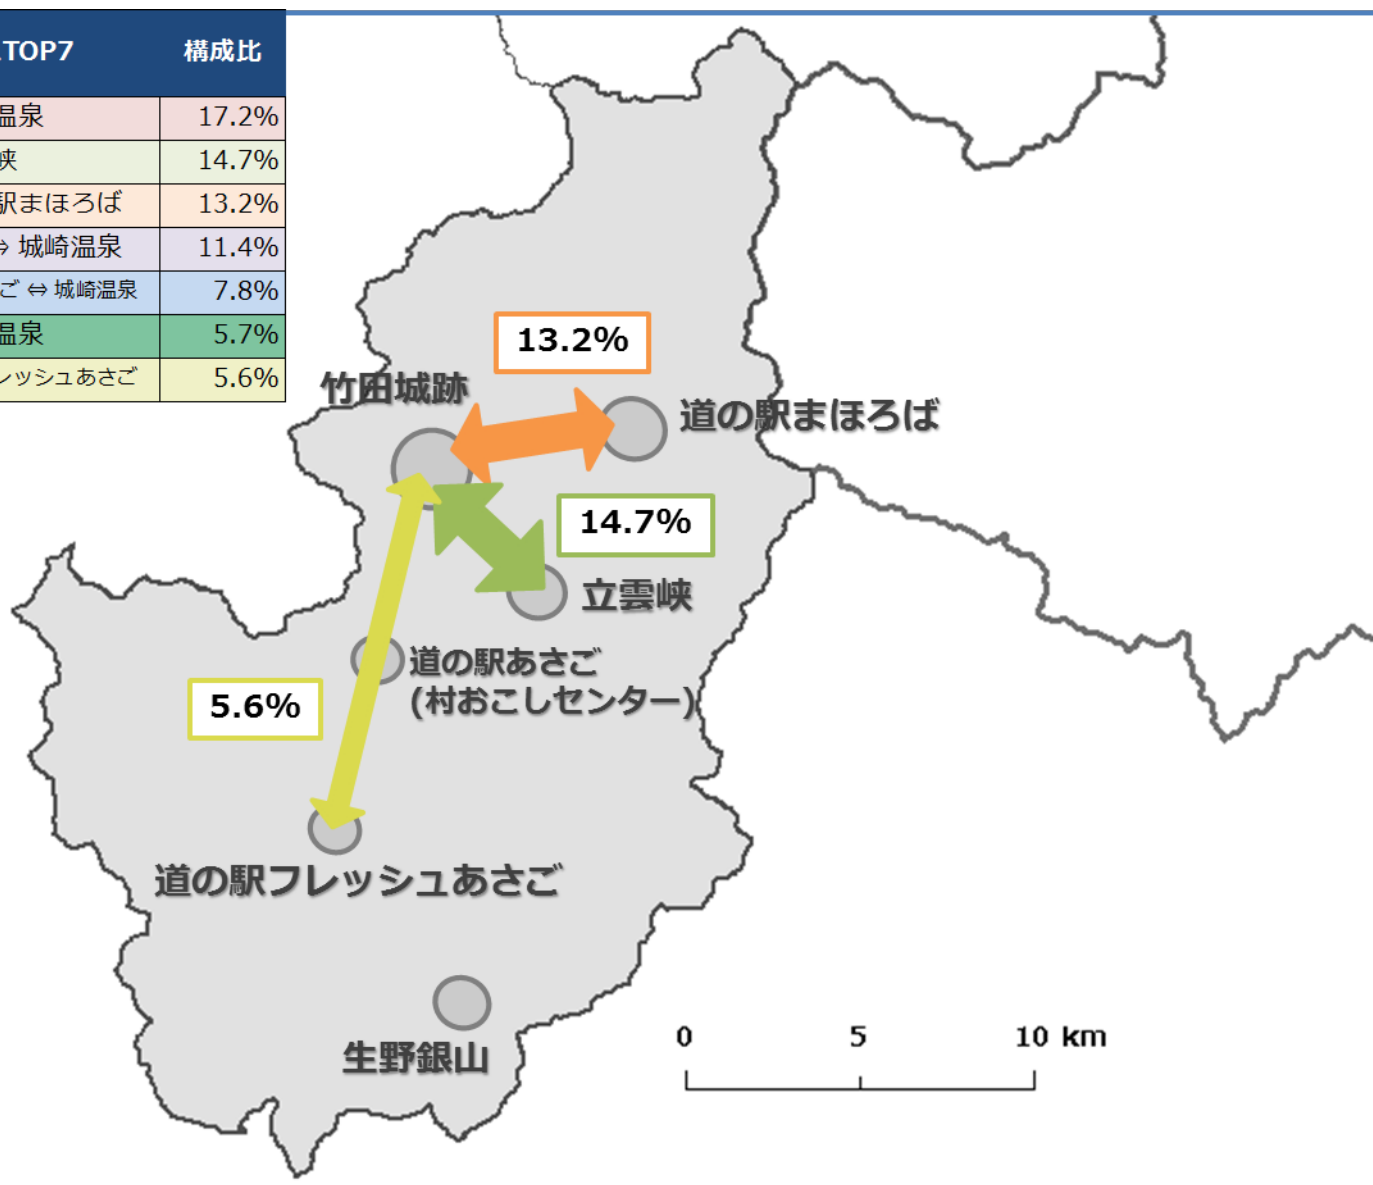 TOP7 構成比
温泉 17.2%
峡 14.7%
駅まほろば 13.2%
⇔ 城崎温泉 11.4%
ご ⇔ 城崎温泉 7.8%
温泉 5.7%
レッシュあさご 5.6%
13.2%
竹田城跡
道の駅まほろば
14.7%
立雲峡
道の駅あさご
(村おこしセンター)
5.6%
道の駅フレッシュあさご
生野銀山
0 5 10 km